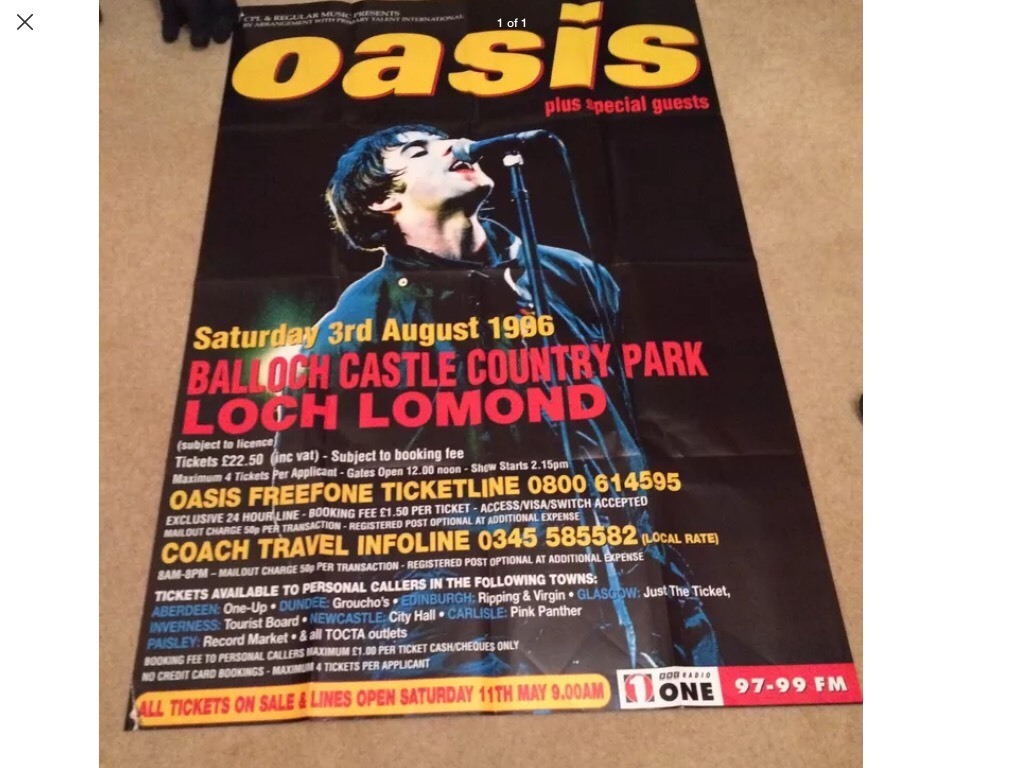 1 of 1
CPL & REGULAR MUSIC PRESENTS
BY ARRANGEMENT WITH PRIMARY TALENT INTERNATIONAL
oasis
plus special guests
Saturday 3rd August 1996
BALLOCH CASTLE COUNTRY PARK
LOCH LOMOND
(subject to licence)
Tickets £22.50 (inc vat) - Subject to booking fee
Maximum 4 Tickets Per Applicant - Gates Open 12.00 noon - Show Starts 2.15pm
OASIS FREEFONE TICKETLINE 0800 614595
EXCLUSIVE 24 HOUR LINE - BOOKING FEE £1.50 PER TICKET - ACCESS/VISA/SWITCH ACCEPTED
MAILOUT CHARGE 50p PER TRANSACTION - REGISTERED POST OPTIONAL AT ADDITIONAL EXPENSE
COACH TRAVEL INFOLINE 0345 585582 (LOCAL RATE)
8AM-8PM – MAILOUT CHARGE 50p PER TRANSACTION - REGISTERED POST OPTIONAL AT ADDITIONAL EXPENSE
TICKETS AVAILABLE TO PERSONAL CALLERS IN THE FOLLOWING TOWNS:
ABERDEEN: One-Up • DUNDEE: Groucho's • EDINBURGH: Ripping & Virgin • GLASGOW: Just The Ticket,
INVERNESS: Tourist Board • NEWCASTLE: City Hall • CARLISLE: Pink Panther
PAISLEY: Record Market • & all TOCTA outlets
BOOKING FEE TO PERSONAL CALLERS MAXIMUM £1.00 PER TICKET CASH/CHEQUES ONLY
NO CREDIT CARD BOOKINGS - MAXIMUM 4 TICKETS PER APPLICANT
ALL TICKETS ON SALE & LINES OPEN SATURDAY 11TH MAY 9.00AM
1 BBC RADIO ONE 97-99 FM